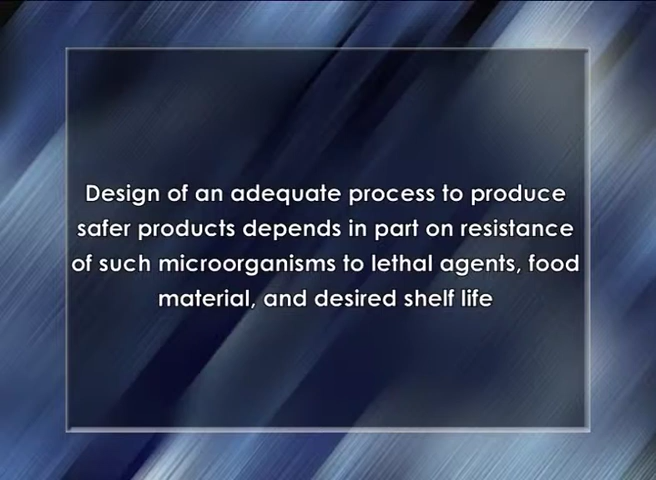 Design of an adequate process to produce
safer products depends in part on resistance
of such microorganisms to lethal agents, food
material, and desired shelf life